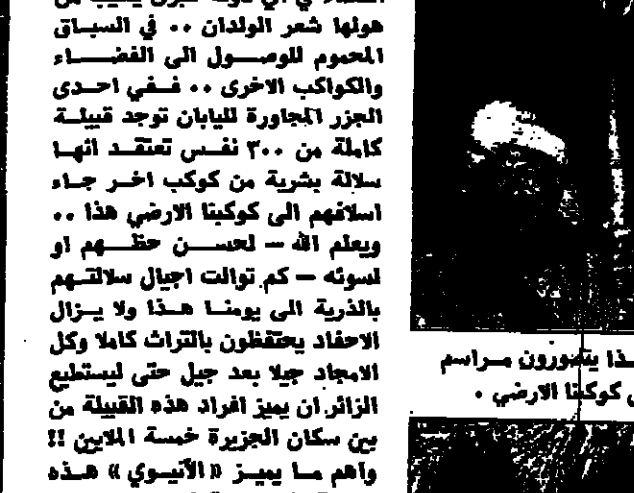 هولها شعر الولدان .. في السباق
المحموم للوصول الى الفضاء
والكواكب الاخرى .. ففي احدى
الجزر المجاورة لليابان توجد قبيلة
كاملة من ٣٠٠ نفس تعتقد انها
سلالة بشرية من كوكب اخر جاء
اسلافهم الى كوكبنا الارضي هذا ..
ويعلم الله — لحسن حظهم او
لسوئه — كم توالت اجيال سلالتهم
بالذرية الى يومنا هذا ولا يزال
الاحفاد يحتفظون بالتراث كاملا وكل
الامجاد جيلا بعد جيل حتى ليستطيع
الزائر ان يميز افراد هذه القبيلة من
بين سكان الجزيرة خمسة الملايين !!
واهم ما يميز « الآنيوي » هذه
ـذا يتصورون مراسم
كوكبنا الارضي .